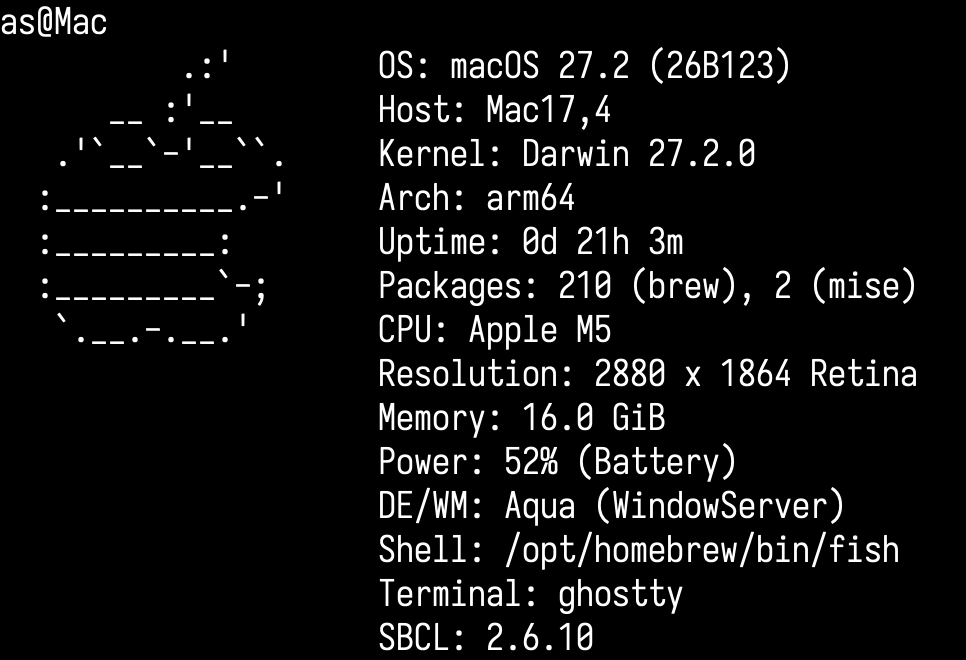 as@Mac
OS: macOS 27.2 (26B123)
Host: Mac17,4
Kernel: Darwin 27.2.0
Arch: arm64
Uptime: 0d 21h 3m
Packages: 210 (brew), 2 (mise)
CPU: Apple M5
Resolution: 2880 x 1864 Retina
Memory: 16.0 GiB
Power: 52% (Battery)
DE/WM: Aqua (WindowServer)
Shell: /opt/homebrew/bin/fish
Terminal: ghostty
SBCL: 2.6.10